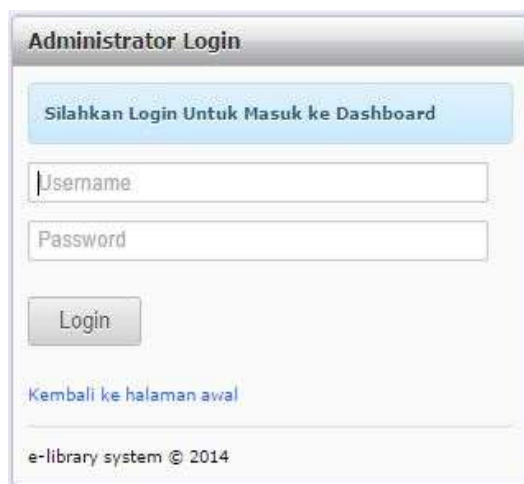 Administrator Login
Silahkan Login Untuk Masuk ke Dashboard
Username
Password
Login
Kembali ke halaman awal
e-library system © 2014